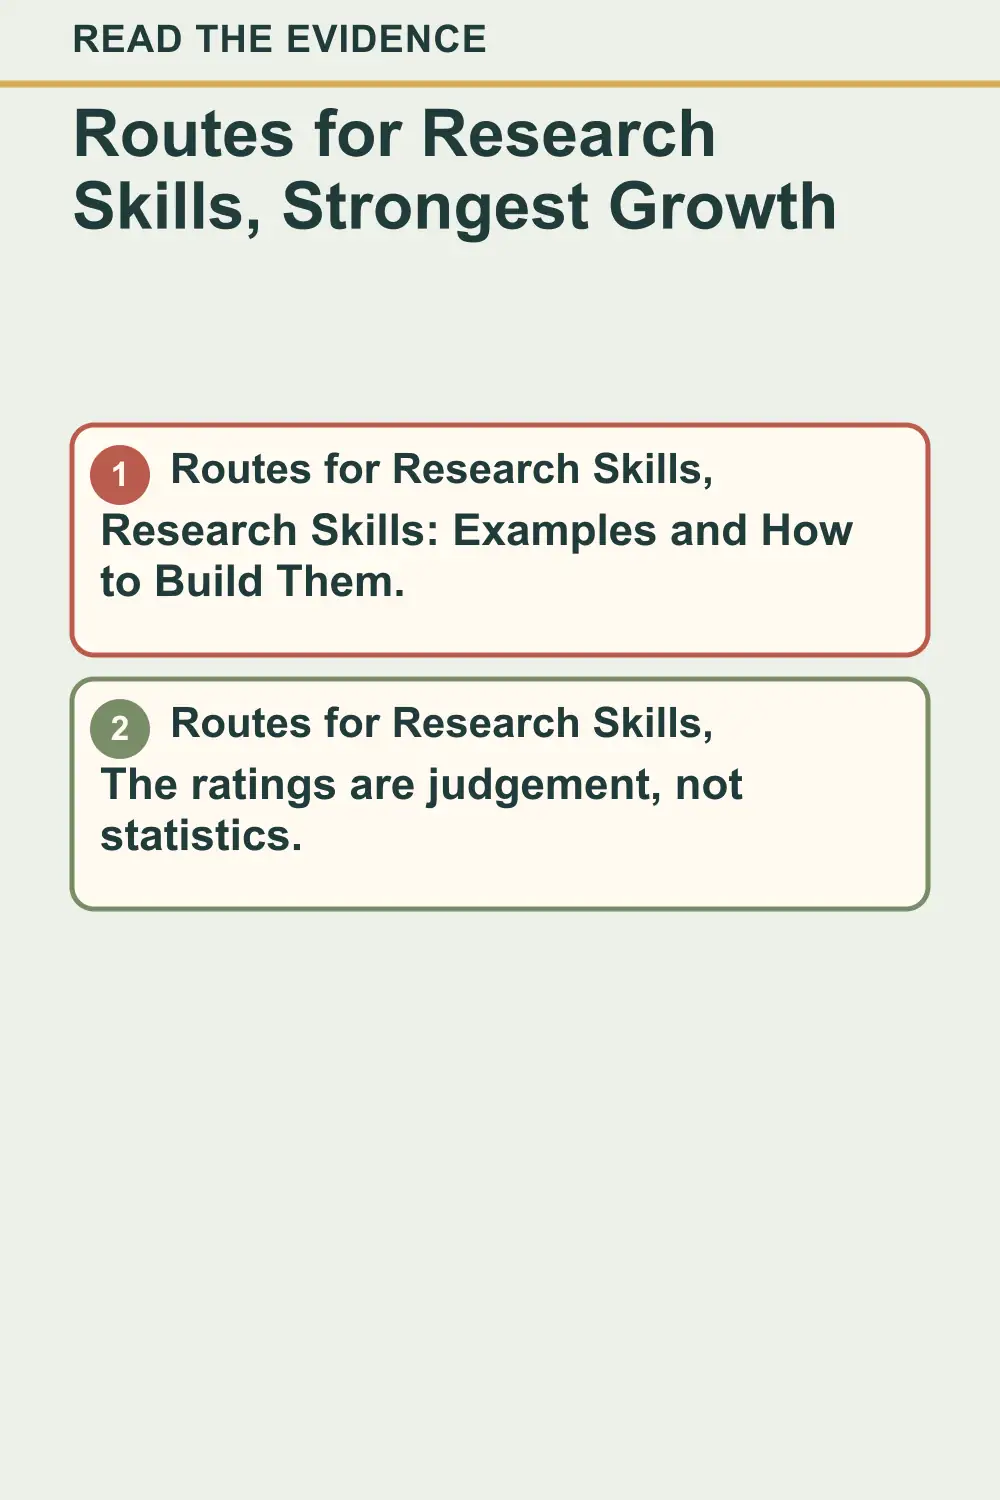 READ THE EVIDENCE
Routes for Research
Skills, Strongest Growth
1 Routes for Research Skills,
Research Skills: Examples and How
to Build Them.
2 Routes for Research Skills,
The ratings are judgement, not
statistics.